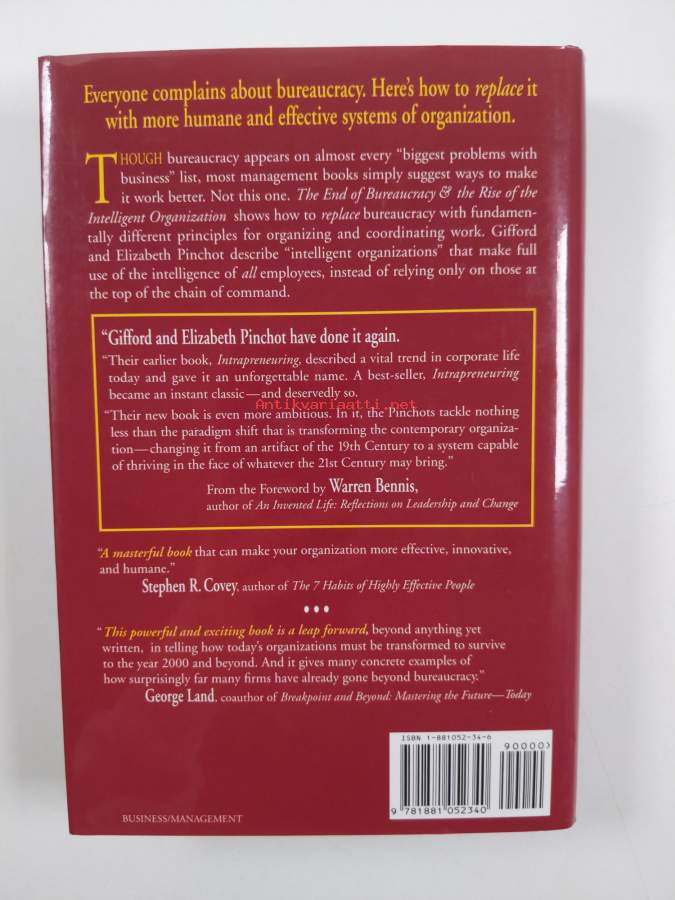 Everyone complains about bureaucracy. Here's how to replace it
with more humane and effective systems of organization.
THOUGH bureaucracy appears on almost every "biggest problems with
business" list, most management books simply suggest ways to make
it work better. Not this one. The End of Bureaucracy & the Rise of the
Intelligent Organization shows how to replace bureaucracy with fundamen-
tally different principles for organizing and coordinating work. Gifford
and Elizabeth Pinchot describe "intelligent organizations" that make full
use of the intelligence of all employees, instead of relying only on those at
the top of the chain of command.
"Gifford and Elizabeth Pinchot have done it again.
"Their earlier book, Intrapreneuring, described a vital trend in corporate life
today and gave it an unforgettable name. A best-seller, Intrapreneuring
became an instant classic—and deservedly so.
Antikvariaatti.net
"Their new book is even more ambitious. In it, the Pinchots tackle nothing
less than the paradigm shift that is transforming the contemporary organiza-
tion—changing it from an artifact of the 19th Century to a system capable
of thriving in the face of whatever the 21st Century may bring."
From the Foreword by Warren Bennis,
author of An Invented Life: Reflections on Leadership and Change
"A masterful book that can make your organization more effective, innovative,
and humane."
Stephen R. Covey, author of The 7 Habits of Highly Effective People
•••
"This powerful and exciting book is a leap forward, beyond anything yet
written, in telling how today's organizations must be transformed to survive
to the year 2000 and beyond. And it gives many concrete examples of
how surprisingly far many firms have already gone beyond bureaucracy."
George Land, coauthor of Breakpoint and Beyond: Mastering the Future—Today
ISBN 1-881052-34-6
90000>
9 781881 052340
BUSINESS/MANAGEMENT